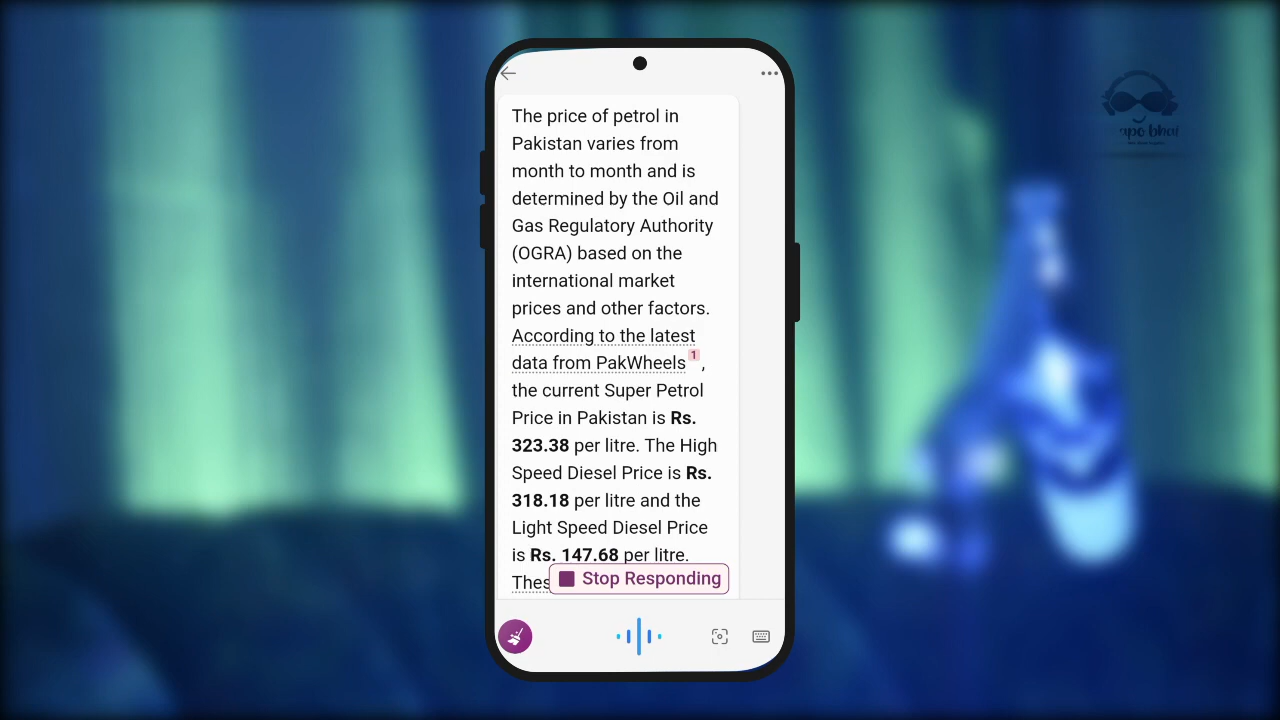 The price of petrol in
Pakistan varies from
month to month and is
determined by the Oil and
Gas Regulatory Authority
(OGRA) based on the
international market
prices and other factors.
According to the latest
data from PakWheels 1 ,
the current Super Petrol
Price in Pakistan is Rs.
323.38 per litre. The High
Speed Diesel Price is Rs.
318.18 per litre and the
Light Speed Diesel Price
is Rs. 147.68 per litre.
Thes
Stop Responding
bhai